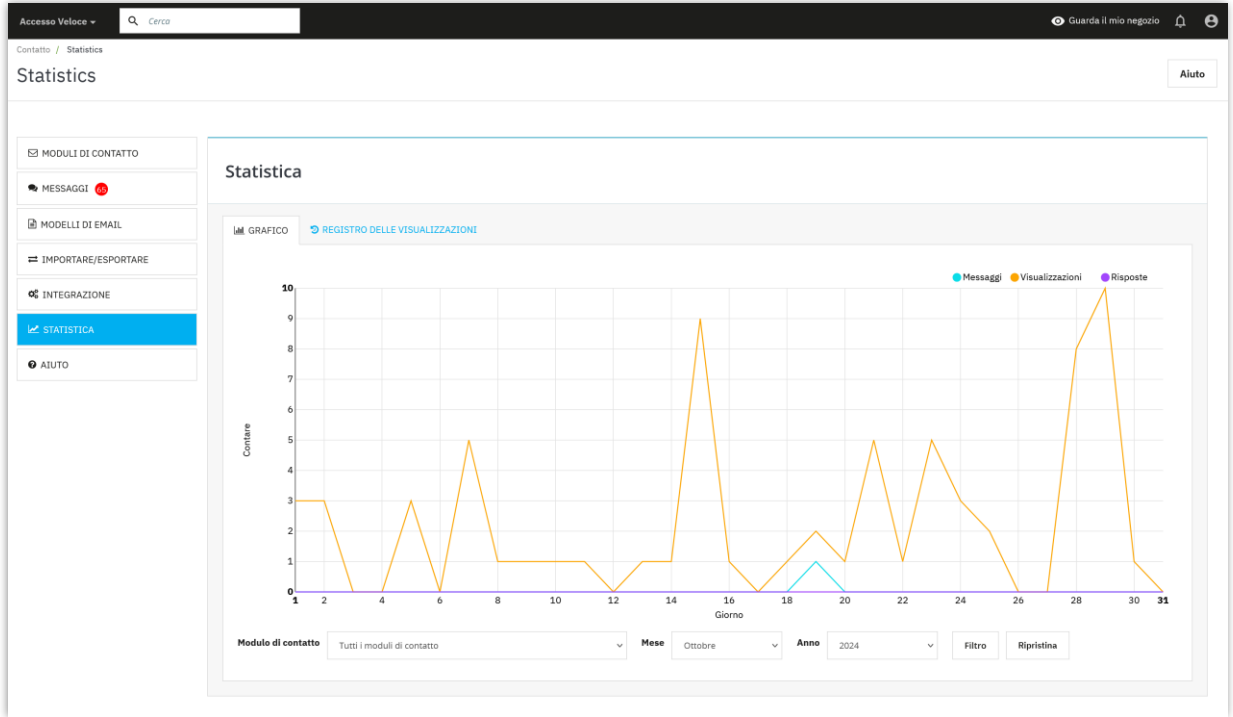 Accesso Veloce
Cerca
Guarda il mio negozio
Contatto / Statistics
Statistics
Aiuto
MODULI DI CONTATTO
MESSAGGI 65
MODELLI DI EMAIL
IMPORTARE/ESPORTARE
INTEGRAZIONE
STATISTICA
AIUTO
Statistica
GRAFICO
REGISTRO DELLE VISUALIZZAZIONI
Messaggi Visualizzazioni Risposte
10
9
8
7
6
5
4
3
2
1
0
Contare
1 2 4 6 8 10 12 14 16 18 20 22 24 26 28 30 31
Giorno
Modulo di contatto Tutti i moduli di contatto Mese Ottobre Anno 2024 Filtro Ripristina